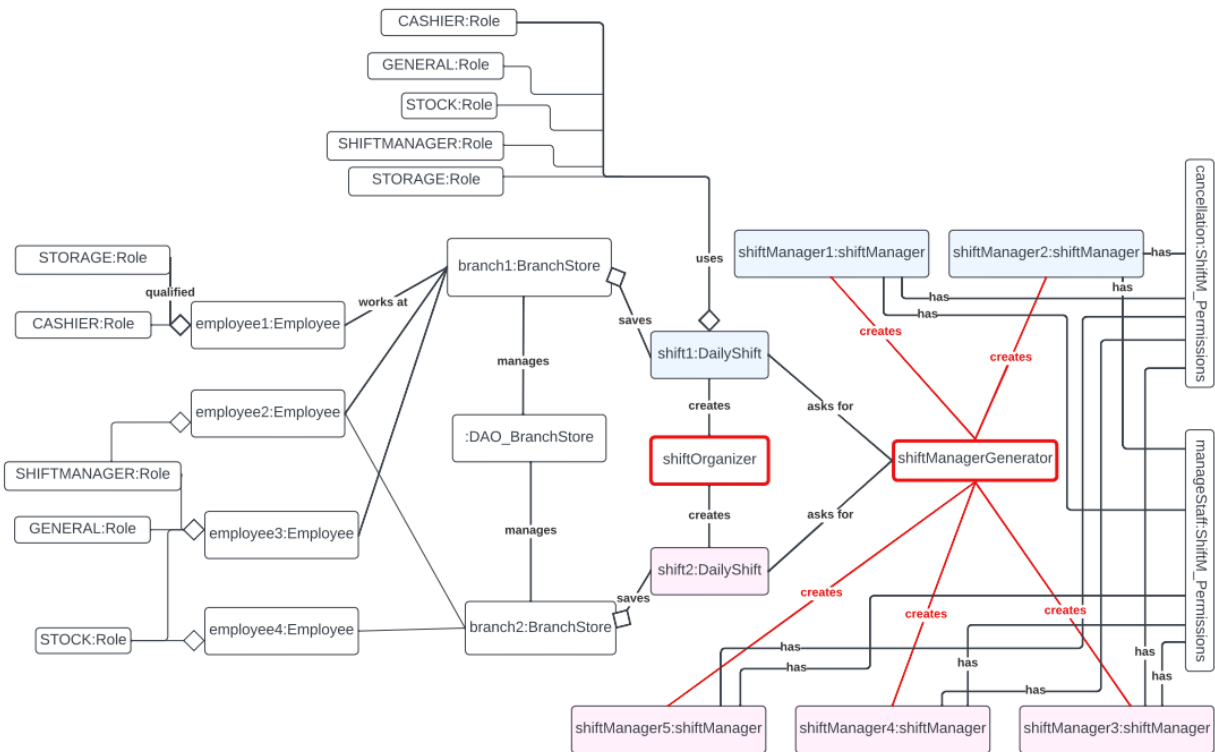 CASHIER:Role
GENERAL:Role
STOCK:Role
SHIFTMANAGER:Role
STORAGE:Role
cancellation:ShiftM_Permissions
STORAGE:Role
qualified
CASHIER:Role
employee1:Employee
works at
branch1:BranchStore
saves
uses
shiftManager1:shiftManager
shiftManager2:shiftManager
has
has
has
has
creates
creates
manages
shift1:DailyShift
employee2:Employee
creates
asks for
:DAO_BranchStore
shiftOrganizer
shiftManagerGenerator
SHIFTMANAGER:Role
GENERAL:Role
employee3:Employee
manages
creates
asks for
manageStaff:ShiftM_Permissions
shift2:DailyShift
saves
creates
creates
creates
STOCK:Role
employee4:Employee
branch2:BranchStore
has
has
has
has
has
has
shiftManager5:shiftManager
shiftManager4:shiftManager
shiftManager3:shiftManager